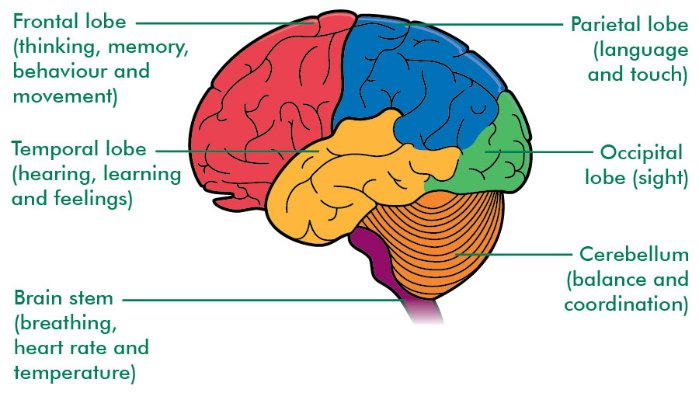 Frontal lobe
(thinking, memory,
behaviour and
movement)
Parietal lobe
(language
and touch)
Temporal lobe
(hearing, learning
and feelings)
Occipital
lobe (sight)
Cerebellum
(balance and
coordination)
Brain stem
(breathing,
heart rate and
temperature)